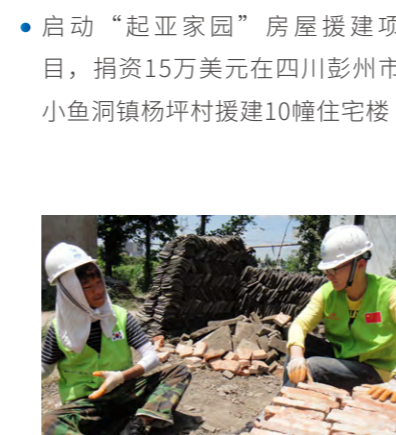 启动“起亚家园”房屋援建项
目，捐资15万美元在四川彭州市
小鱼洞镇杨坪村援建10幢住宅楼